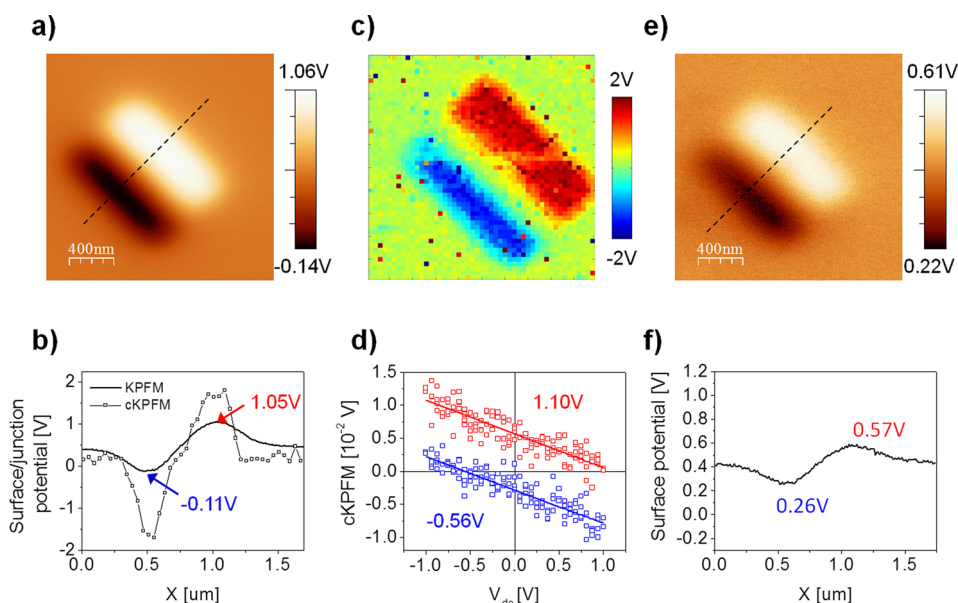 a)
1.06V
400nm
-0.14V
c)
2V
-2V
e)
0.61V
400nm
0.22V
b)
Surface/junction
potential [V]
2
1
0
-1
-2
KPFM
cKPFM
1.05V
-0.11V
0.0
0.5
1.0
1.5
X [um]
d)
cKPFM [10⁻² V]
1.5
1.0
0.5
0.0
-0.5
-1.0
1.10V
-0.56V
-1.0
-0.5
0.0
0.5
1.0
V_dc [V]
f)
Surface potential [V]
1.2
1.0
0.8
0.6
0.4
0.2
0.0
-0.2
0.57V
0.26V
0.0
0.5
1.0
1.5
X [um]